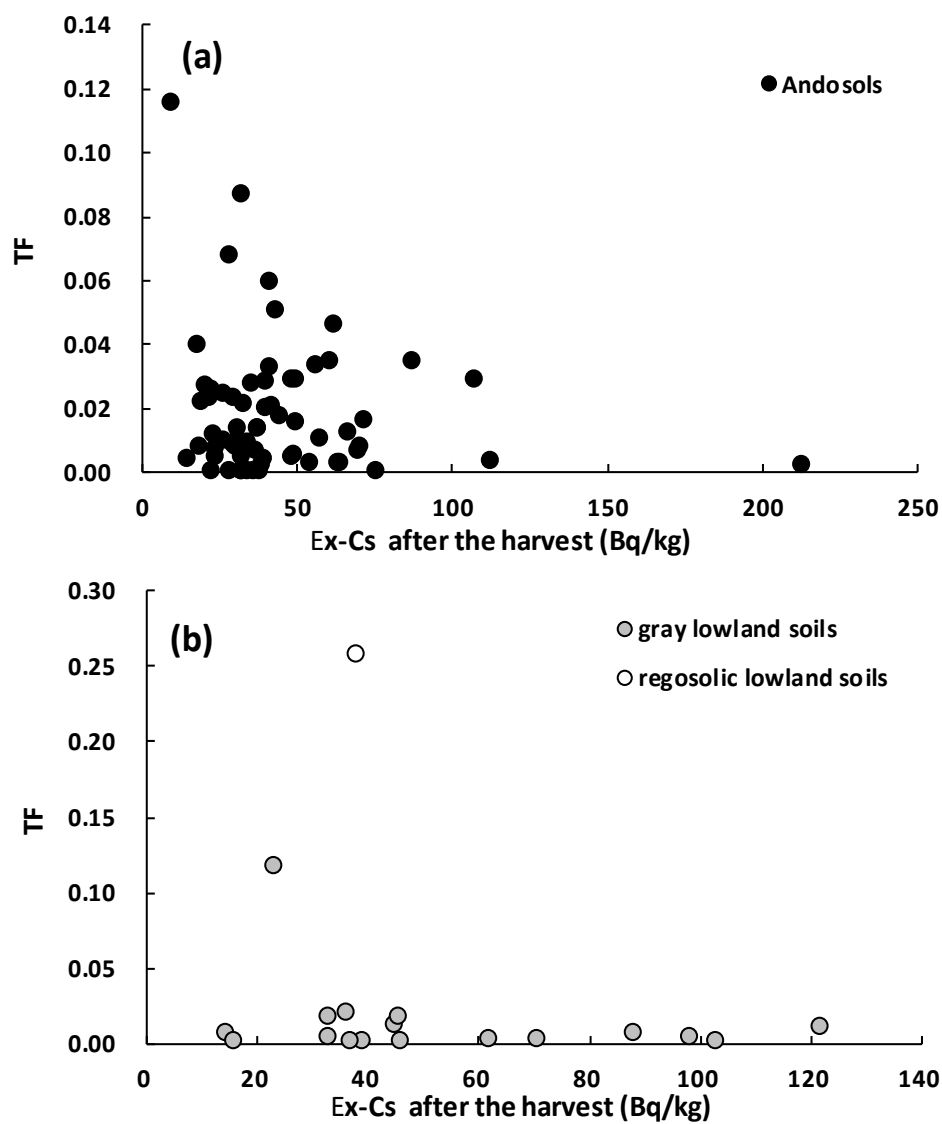 0.14
(a)
Andosols
0.12
0.10
0.08
TF
0.06
0.04
0.02
0.00
0 50 100 150 200 250
Ex-Cs after the harvest (Bq/kg)
0.30
(b)
gray lowland soils
regosolic lowland soils
0.25
0.20
TF
0.15
0.10
0.05
0.00
0 20 40 60 80 100 120 140
Ex-Cs after the harvest (Bq/kg)